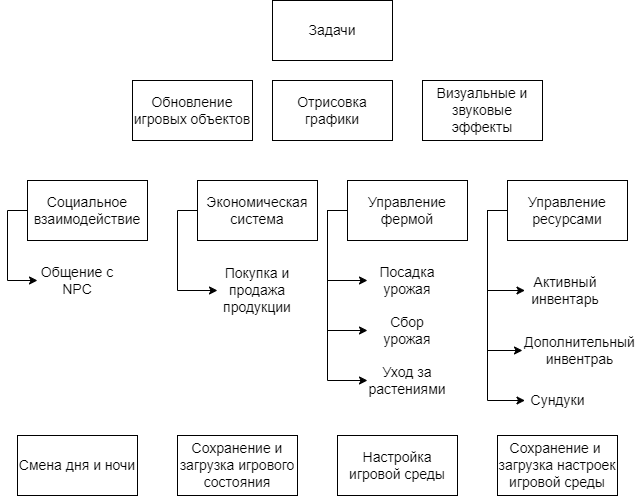 Задачи
Обновление
игровых объектов
Отрисовка
графики
Визуальные и
звуковые
эффекты
Социальное
взаимодействие
Экономическая
система
Управление
фермой
Управление
ресурсами
Общение с
NPC
Покупка и
продажа
продукции
Посадка
урожая
Сбор
урожая
Уход за
растениями
Активный
инвентарь
Дополнительный
инвентраь
Сундуки
Смена дня и ночи
Сохранение и
загрузка игрового
состояния
Настройка
игровой среды
Сохранение и
загрузка настроек
игровой среды